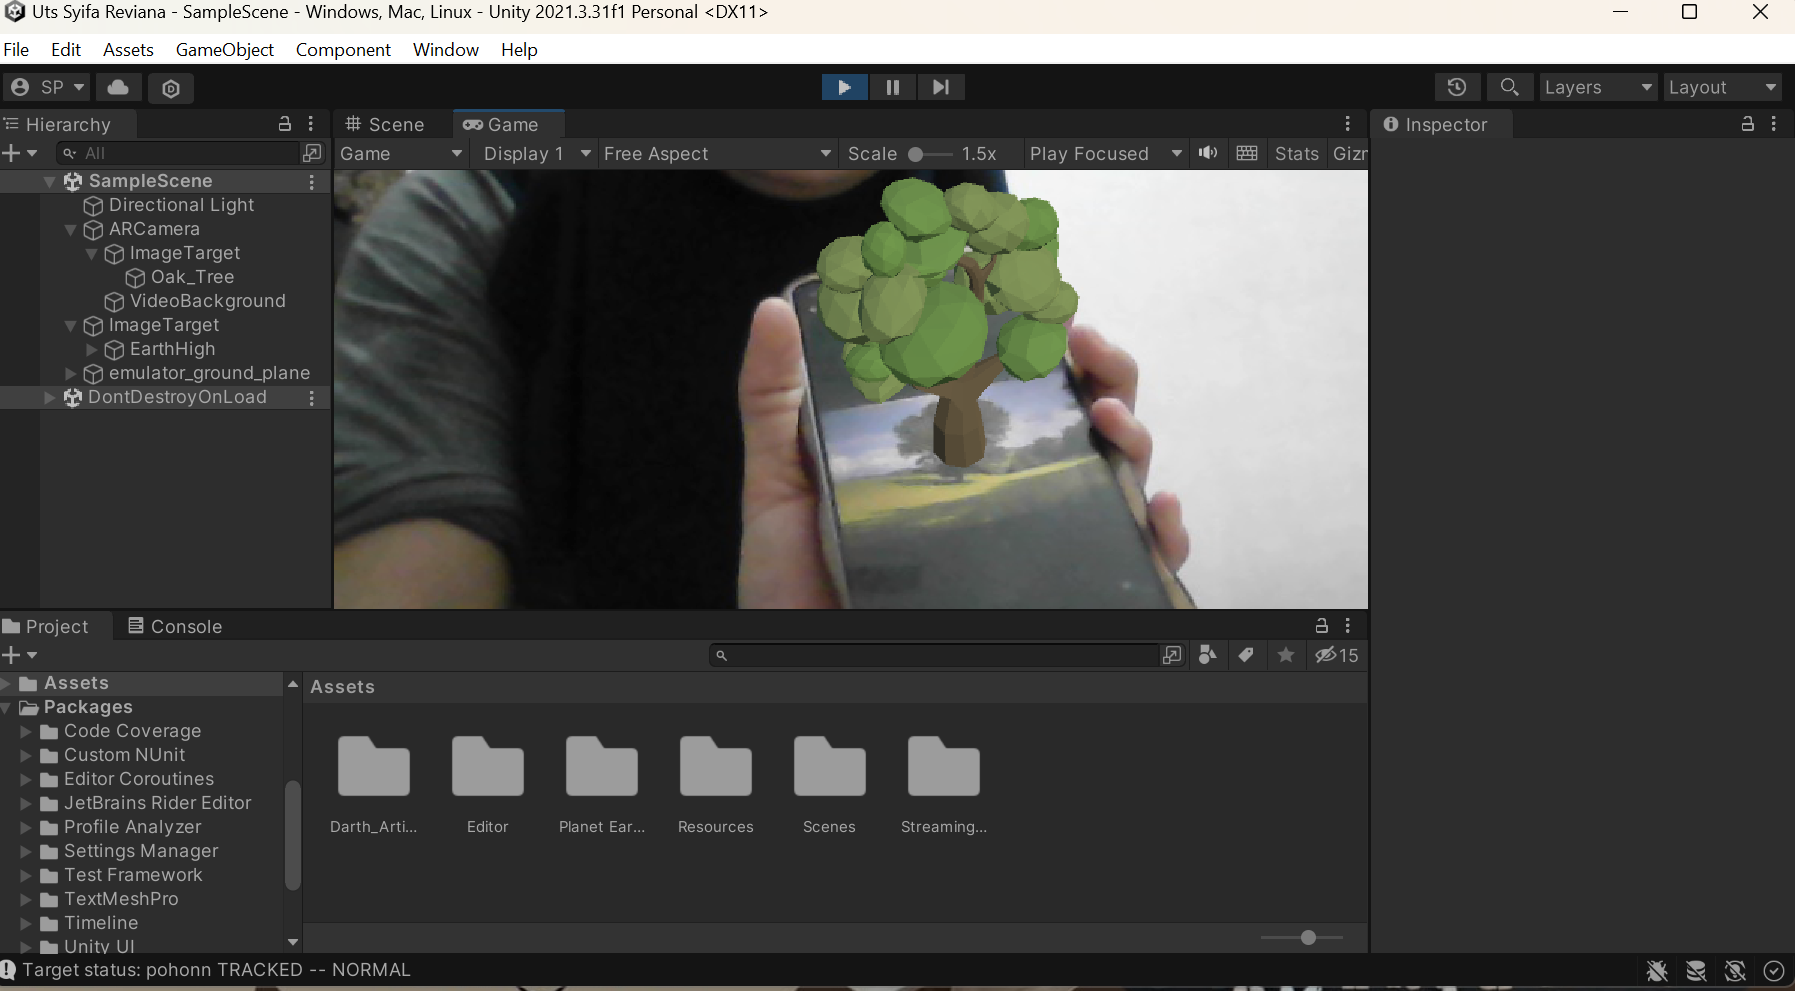 Uts Syifa Reviana - SampleScene - Windows, Mac, Linux - Unity 2021.3.31f1 Personal <DX11>
File Edit Assets GameObject Component Window Help
SP Layers Layout
Hierarchy
All
SampleScene
Directional Light
ARCamera
ImageTarget
Oak_Tree
VideoBackground
ImageTarget
EarthHigh
emulator_ground_plane
DontDestroyOnLoad
Scene Game
Game Display 1 Free Aspect Scale 1.5x Play Focused Stats Gizr
Inspector
Project Console
15
Assets
Packages
Code Coverage
Custom NUnit
Editor Coroutines
JetBrains Rider Editor
Profile Analyzer
Settings Manager
Test Framework
TextMeshPro
Timeline
Unity UI
Assets
Darth_Arti... Editor Planet Ear... Resources Scenes Streaming...
Target status: pohonn TRACKED -- NORMAL